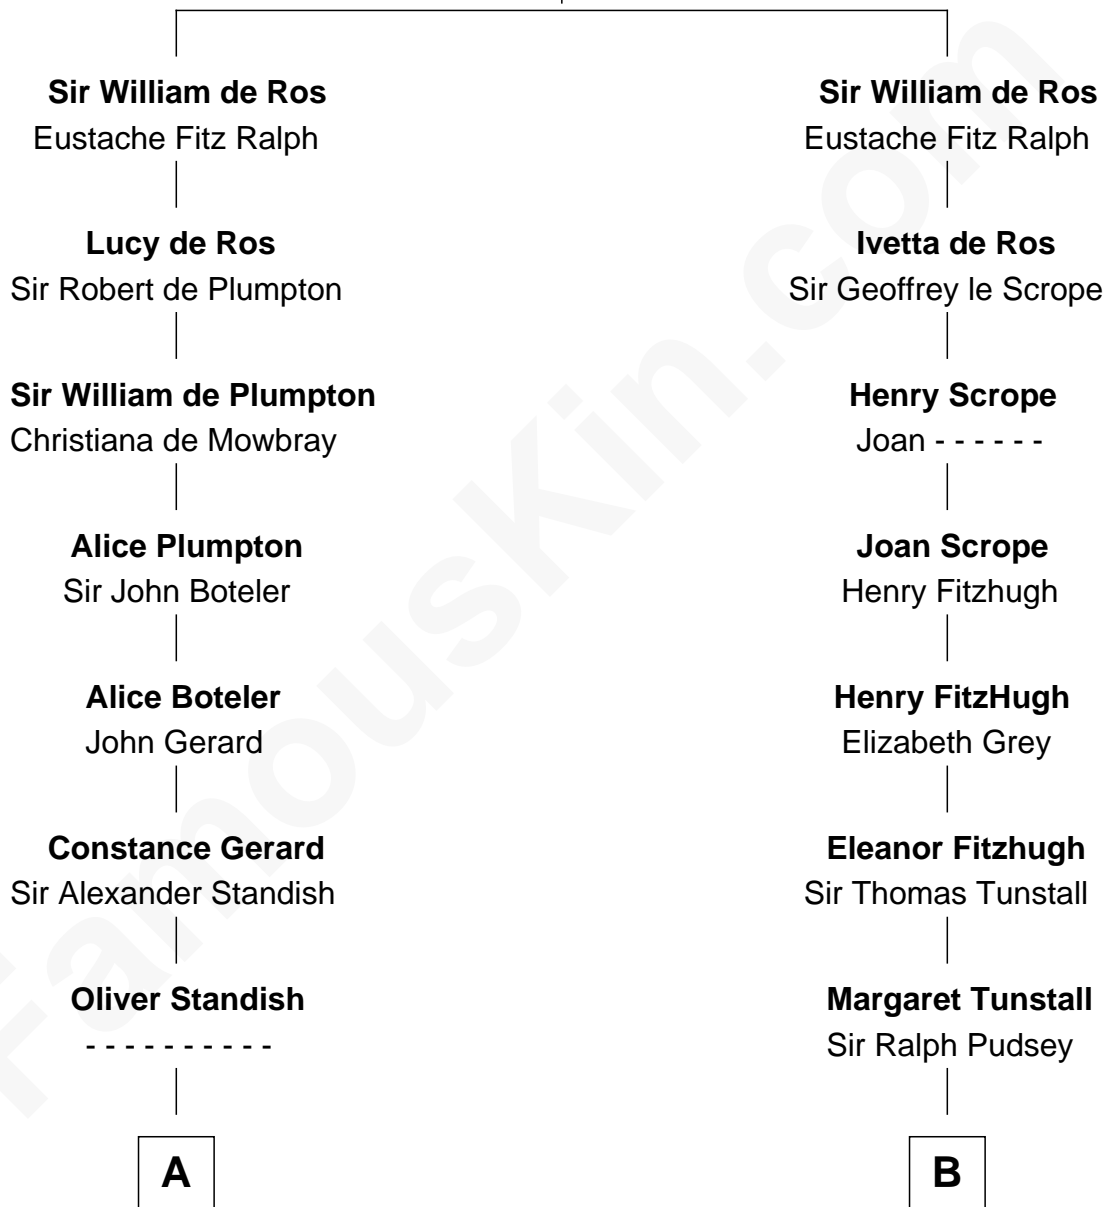 Sir William de Ros
Eustache Fitz Ralph
Lucy de Ros
Sir Robert de Plumpton
Sir William de Plumpton
Christiana de Mowbray
Alice Plumpton
Sir John Boteler
Alice Boteler
John Gerard
Constance Gerard
Sir Alexander Standish
Oliver Standish
- - - - - - - - - -
A
Sir William de Ros
Eustache Fitz Ralph
Ivetta de Ros
Sir Geoffrey le Scrope
Henry Scrope
Joan - - - - - -
Joan Scrope
Henry Fitzhugh
Henry FitzHugh
Elizabeth Grey
Eleanor Fitzhugh
Sir Thomas Tunstall
Margaret Tunstall
Sir Ralph Pudsey
B
FamousKin.com